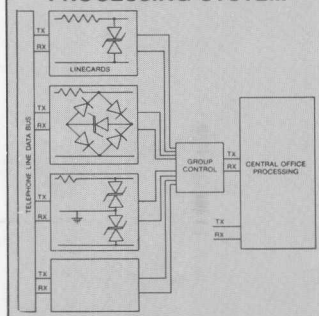 PROCESSING SYSTEM
TX
RX
LINECARDS
TX
RX
TELEPHONE LINE DATA BUS
GROUP
CONTROL
TX
RX
CENTRAL OFFICE
PROCESSING
TX
RX
TX
RX
TX
RX